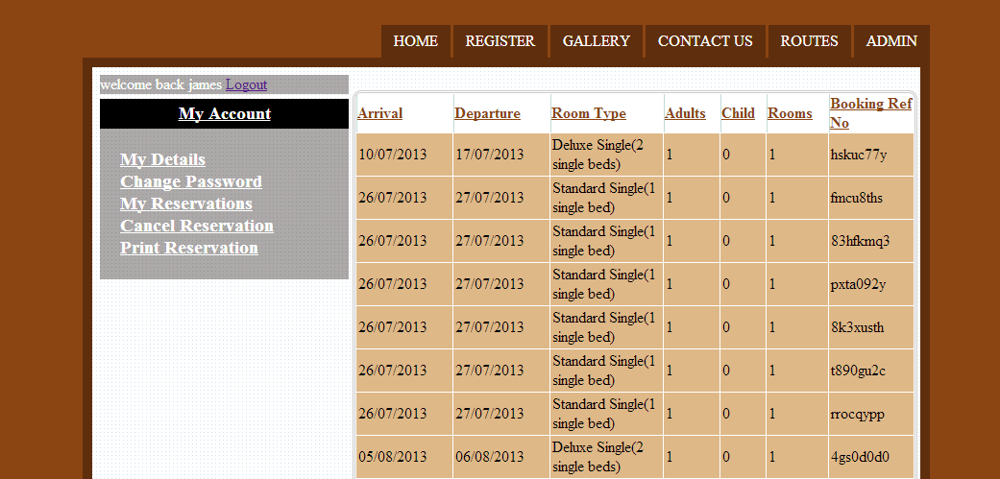 HOME REGISTER GALLERY CONTACT US ROUTES ADMIN
welcome back james Logout
My Account
My Details
Change Password
My Reservations
Cancel Reservation
Print Reservation
Arrival Departure Room Type Adults Child Rooms Booking Ref
No
10/07/2013 17/07/2013 Deluxe Single(2 1 0 1 hskuc77y
single beds)
26/07/2013 27/07/2013 Standard Single(1 1 0 1 fmcu8ths
single bed)
26/07/2013 27/07/2013 Standard Single(1 1 0 1 83hfkmq3
single bed)
26/07/2013 27/07/2013 Standard Single(1 1 0 1 pxta092y
single bed)
26/07/2013 27/07/2013 Standard Single(1 1 0 1 8k3xusth
single bed)
26/07/2013 27/07/2013 Standard Single(1 1 0 1 t890gu2c
single bed)
26/07/2013 27/07/2013 Standard Single(1 1 0 1 rrocqypp
single bed)
05/08/2013 06/08/2013 Deluxe Single(2 1 0 1 4gs0d0d0
single beds)